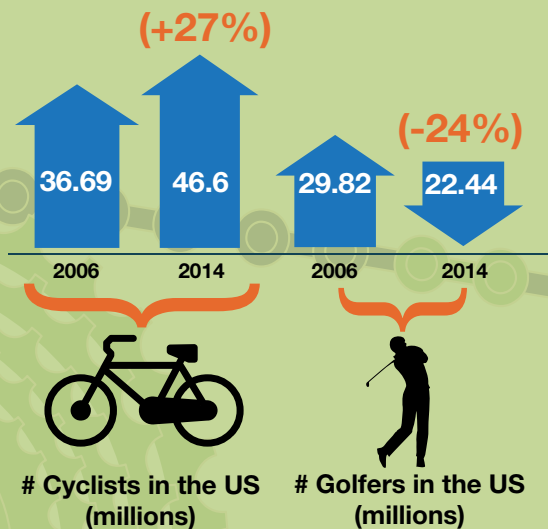 (+27%)
(-24%)
36.69
46.6
29.82
22.44
2006
2014
2006
2014
# Cyclists in the US
(millions)
# Golfers in the US
(millions)